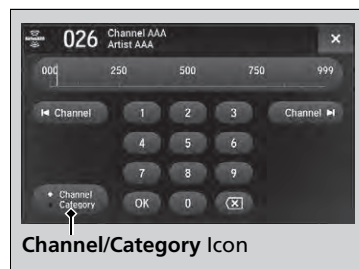 026 Channel AAA
Artist AAA
×
000 250 500 750 999
Channel 1 2 3 Channel
4 5 6
7 8 9
Channel
Category OK 0
Channel/Category Icon